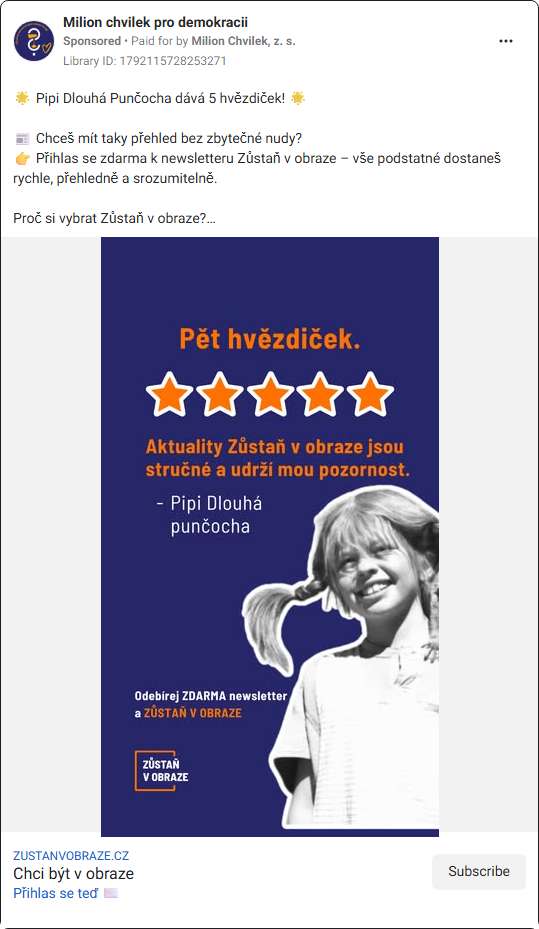 Milion chvilek pro demokracii
Sponsored • Paid for by Milion Chvilek, z. s.
Library ID: 1792115728253271
🌟 Pipi Dlouhá Punčocha dává 5 hvězdiček! 🌟
📰 Chceš mít taky přehled bez zbytečné nudy?
👉 Přihlas se zdarma k newsletteru Zůstaň v obraze – vše podstatné dostaneš
rychle, přehledně a srozumitelně.
Proč si vybrat Zůstaň v obraze?...
Pět hvězdiček.
Aktuality Zůstaň v obraze jsou
stručné a udrží mou pozornost.
- Pipi Dlouhá
punčocha
Odebírej ZDARMA newsletter
a ZŮSTAŇ V OBRAZE
ZŮSTAŇ
V OBRAZE
ZUSTANVOBRAZE.CZ
Chci být v obraze
Přihlas se teď 📨
Subscribe